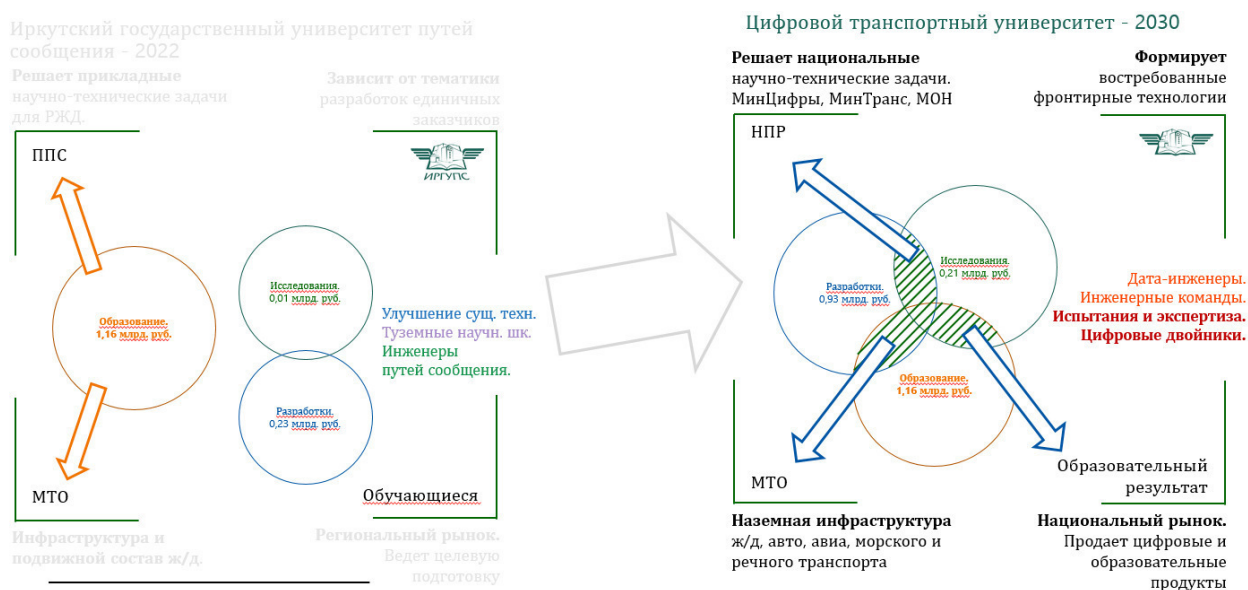 Иркутский государственный университет путей
сообщения - 2022
Решает прикладные
научно-технические задачи
для РЖД.
Зависит от тематики
разработок единичных
заказчиков
ППС
ИРГУПС
Исследования.
0,01 млрд. руб.
Образование.
1,16 млрд. руб.
Улучшение сущ. техн.
Туземные научн. шк.
Инженеры
путей сообщения.
Разработки.
0,23 млрд. руб.
МТО
Обучающиеся
Инфраструктура и
подвижной состав ж/д.
Региональный рынок.
Ведет целевую
подготовку
Цифровой транспортный университет - 2030
Решает национальные
научно-технические задачи.
МинЦифры, МинТранс, МОН
Формирует
востребованные
фронтирные технологии
НПР
Исследования.
0,21 млрд. руб.
Разработки.
0,93 млрд. руб.
Дата-инженеры.
Инженерные команды.
Испытания и экспертиза.
Цифровые двойники.
Образование.
1,16 млрд. руб.
МТО
Образовательный
результат
Наземная инфраструктура
ж/д, авто, авиа, морского и
речного транспорта
Национальный рынок.
Продает цифровые и
образовательные
продукты